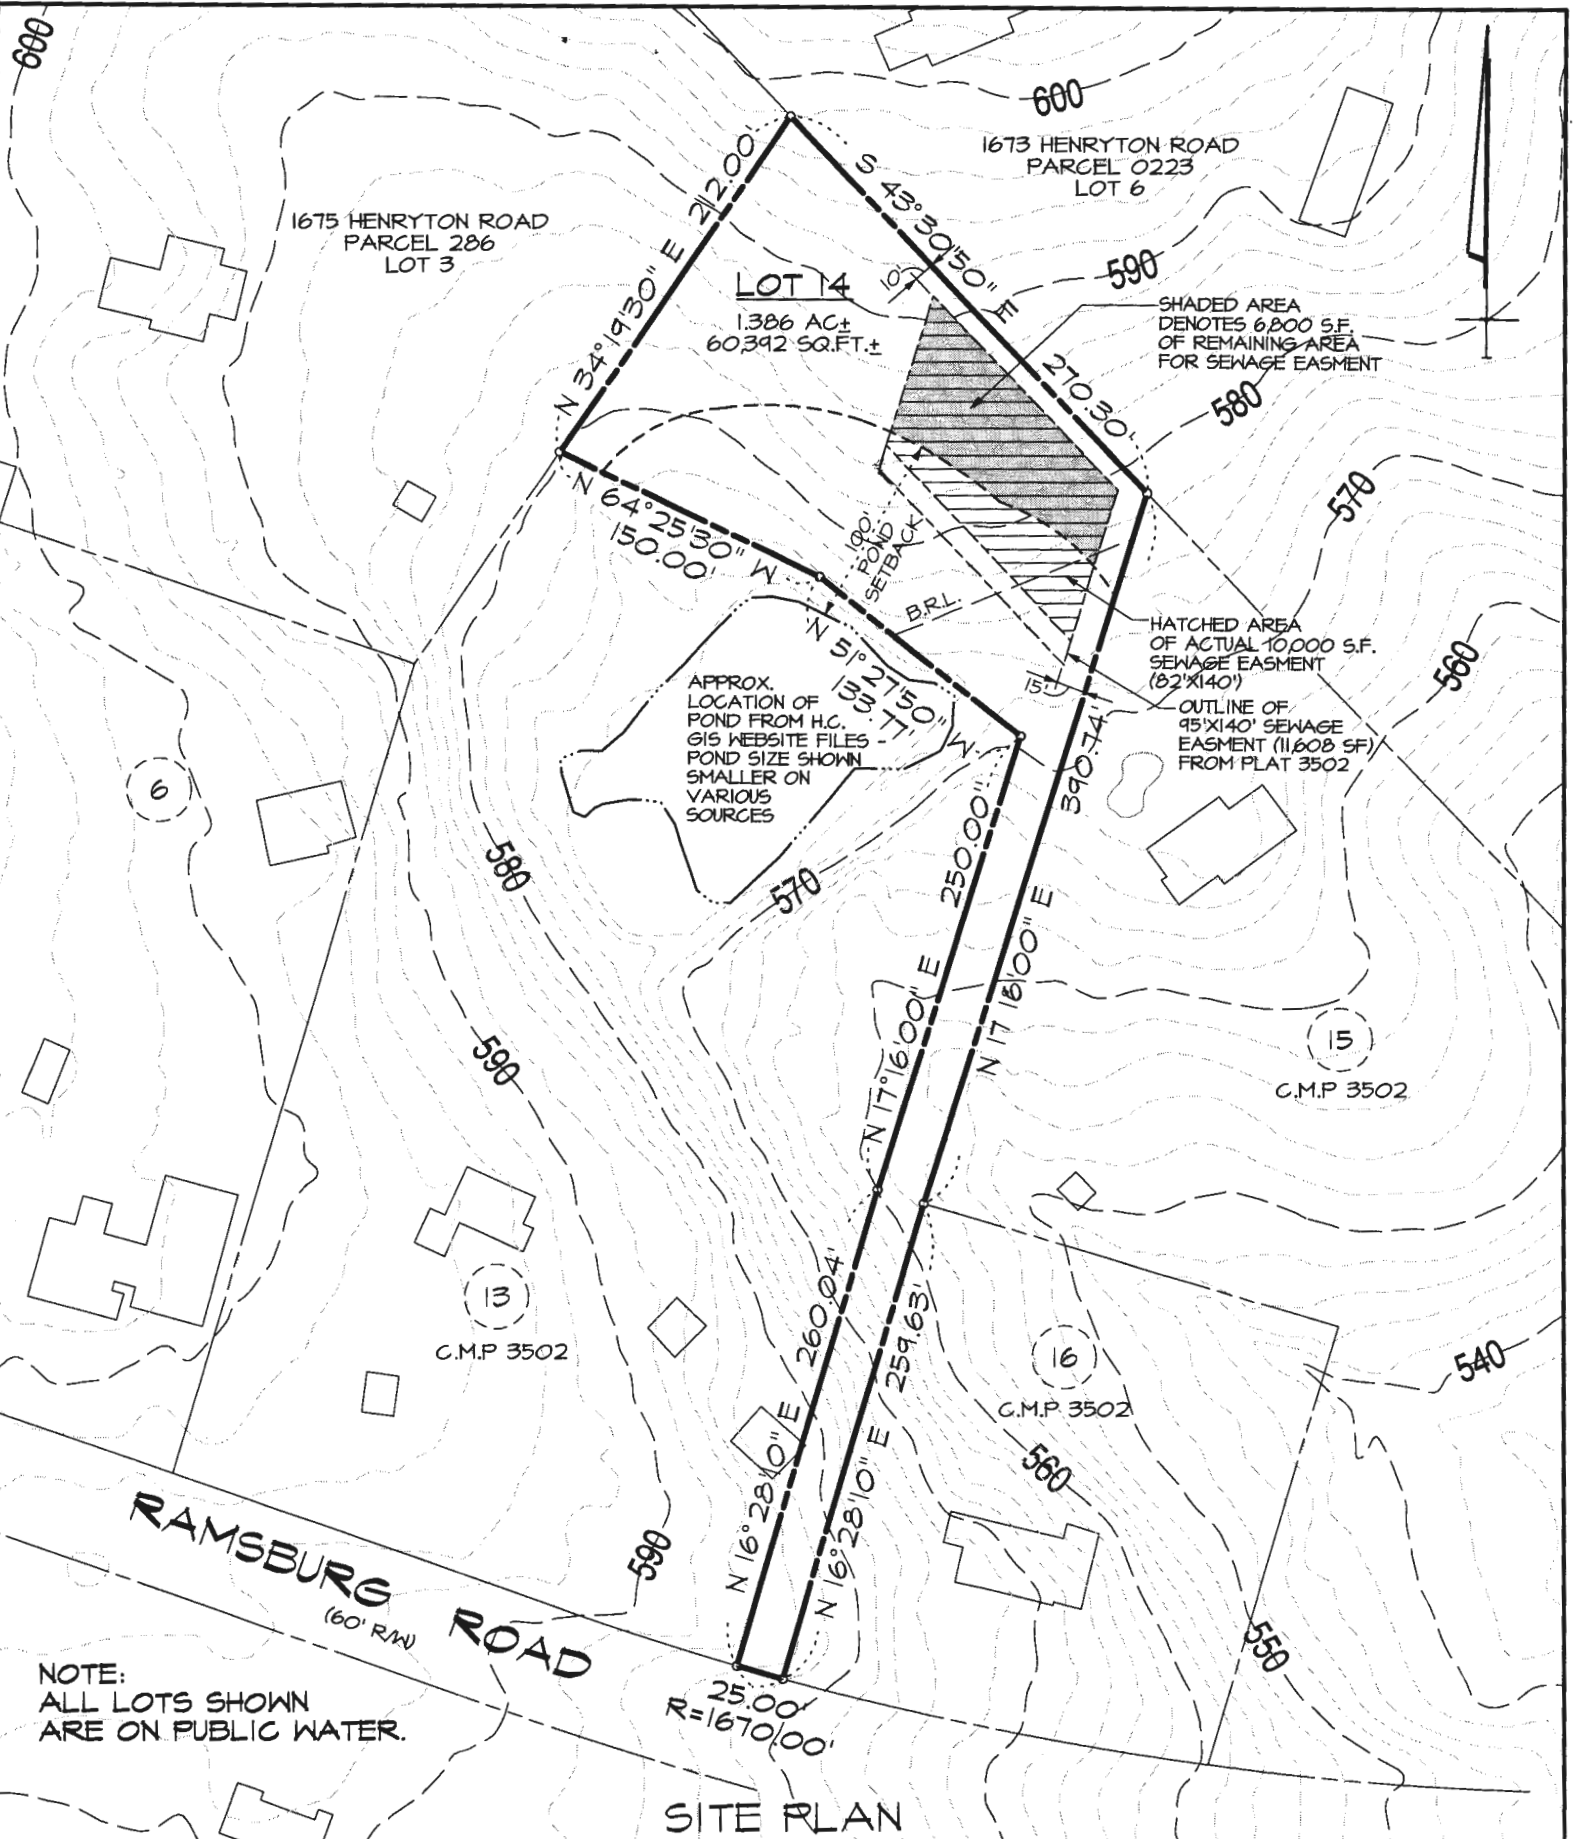 600
600
1673 HENRYTON ROAD
PARCEL 0223
LOT 6
1675 HENRYTON ROAD
PARCEL 286
LOT 3
N 34°19'30" E 212.00'
S 43°30'50" E 270.30'
LOT 14
1.386 AC±
60,392 SQ.FT.±
10'
590
SHADED AREA
DENOTES 6,800 S.F.
OF REMAINING AREA
FOR SEWAGE EASMENT
580
570
N 64°25'30" W
150.00'
100'
POND
SETBACK
B.R.L.
N 51°27'50" W
133.77'
HATCHED AREA
OF ACTUAL 10,000 S.F.
SEWAGE EASMENT
(82'X140')
15'
560
OUTLINE OF
95'X140' SEWAGE
EASMENT (11,608 SF)
FROM PLAT 3502
APPROX.
LOCATION OF
POND FROM H.C.
GIS WEBSITE FILES -
POND SIZE SHOWN
SMALLER ON
VARIOUS
SOURCES
6
580
570
N 17°16'00" E 250.00'
N 17 18'00" E 390.74'
590
15
C.M.P 3502
13
C.M.P 3502
N 16°28'10" E 260.04'
N 16°28'10" E 259.63'
16
C.M.P 3502
540
560
550
590
RAMSBURG ROAD
(60' R/W)
25.00'
R=1670.00'
NOTE:
ALL LOTS SHOWN
ARE ON PUBLIC WATER.
SITE PLAN